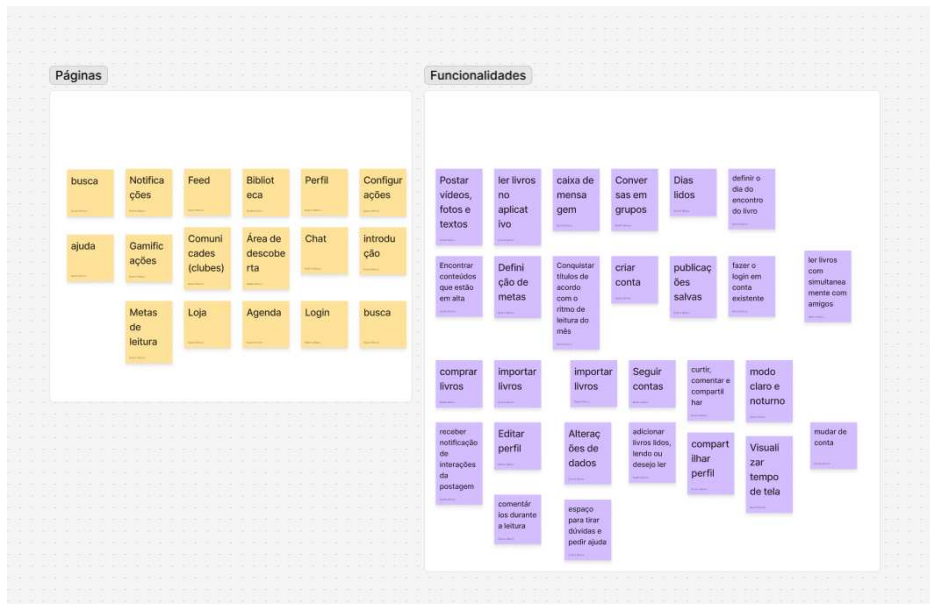 Páginas
Funcionalidades
busca
Notifica
ções
Feed
Bibliot
eca
Perfil
Configur
ações
ajuda
Gamific
ações
Comuni
cades
(clubes)
Área de
descobe
rta
Chat
introdu
ção
Metas
de
leitura
Loja
Agenda
Login
busca
Postar
vídeos,
fotos e
textos
ler livros
no
aplicat
ívo
caixa de
mensa
gem
Conver
sas em
grupos
Dias
lidos
definir o
dia do
encontro
do livro
Encontrar
conteúdos
que estão
em alta
Defini
ção de
metas
Conquistar
títulos de
acordo
com o
ritmo de
leitura do
mês
criar
conta
publicaç
ões
salvas
fazer o
login em
conta
existente
ler livros
com
simultanea
mente com
amigos
comprar
livros
importar
livros
importar
livros
Seguir
contas
curtir,
comentar e
compartil
har
modo
claro e
noturno
receber
notificação
de
interações
da
postagem
Editar
perfil
Alteraç
ões de
dados
adicionar
livros lidos,
lendo ou
desejo ler
compart
ilhar
perfil
Visuali
zar
tempo
de tela
mudar de
conta
comentár
ios durante
a leitura
espaço
para tirar
dúvidas e
pedir ajuda